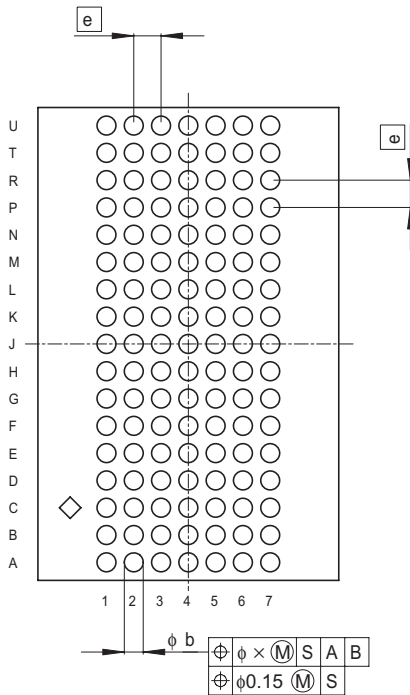 e
e
U
T
R
P
N
M
L
K
J
H
G
F
E
D
C
B
A
1 2 3 4 5 6 7
ϕ b
⌖ ϕ × Ⓜ S A B
⌖ ϕ0.15 Ⓜ S